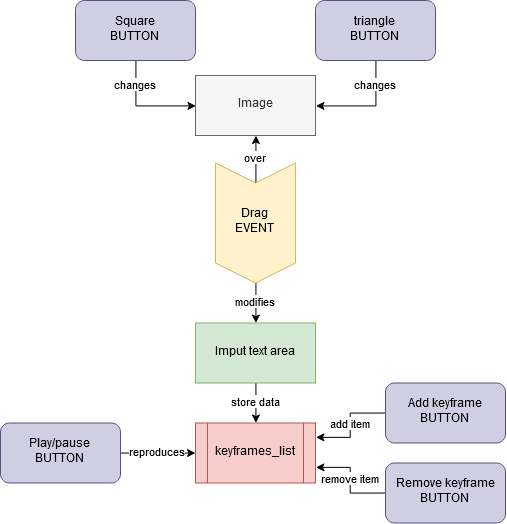 Square
BUTTON
triangle
BUTTON
changes
changes
Image
over
Drag
EVENT
modifies
Imput text area
store data
Add keyframe
BUTTON
add item
Play/pause
BUTTON
reproduces
keyframes_list
remove item
Remove keyframe
BUTTON